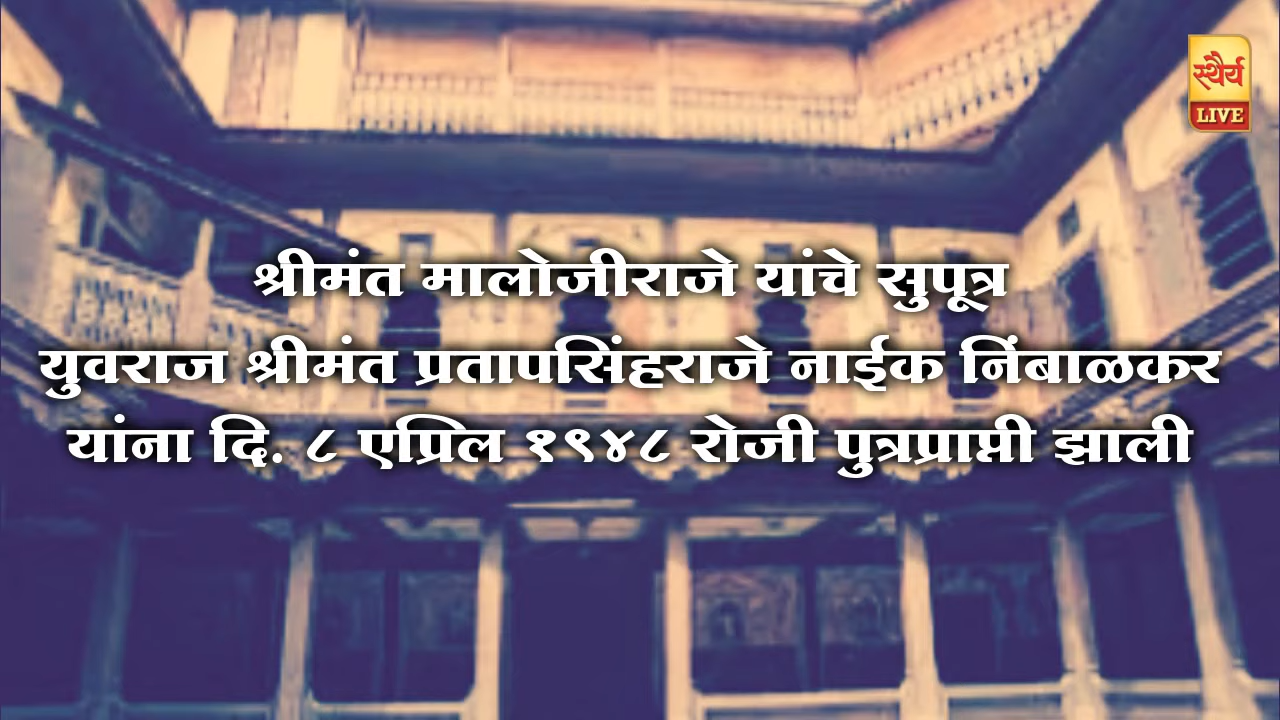 स्थैर्य
LIVE
श्रीमंत मालोजीराजे यांचे सुपूत्र
युवराज श्रीमंत प्रतापसिंहराजे नाईक निंबाळकर
यांना दि. ८ एप्रिल १९४८ रोजी पुत्रप्राप्ती झाली